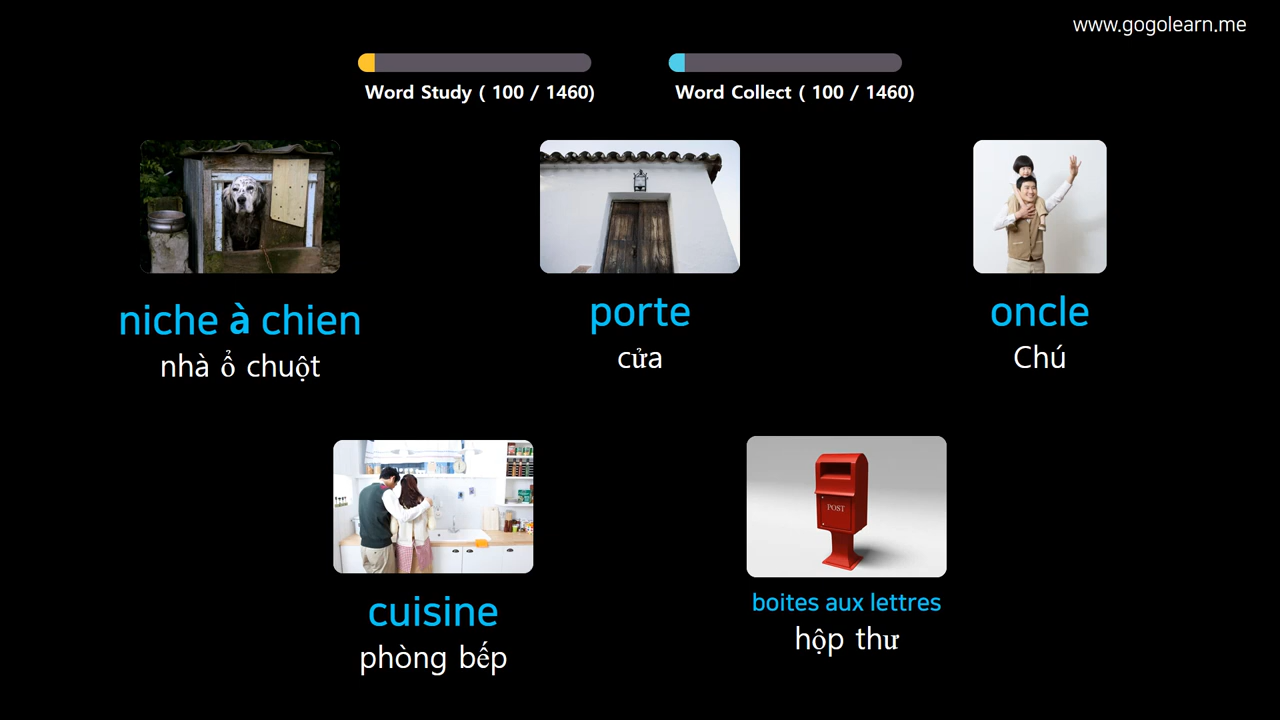 www.gogolearn.me
Word Study ( 100 / 1460)
Word Collect ( 100 / 1460)
niche à chien
nhà ổ chuột
porte
cửa
oncle
Chú
cuisine
phòng bếp
POST
boites aux lettres
hộp thư